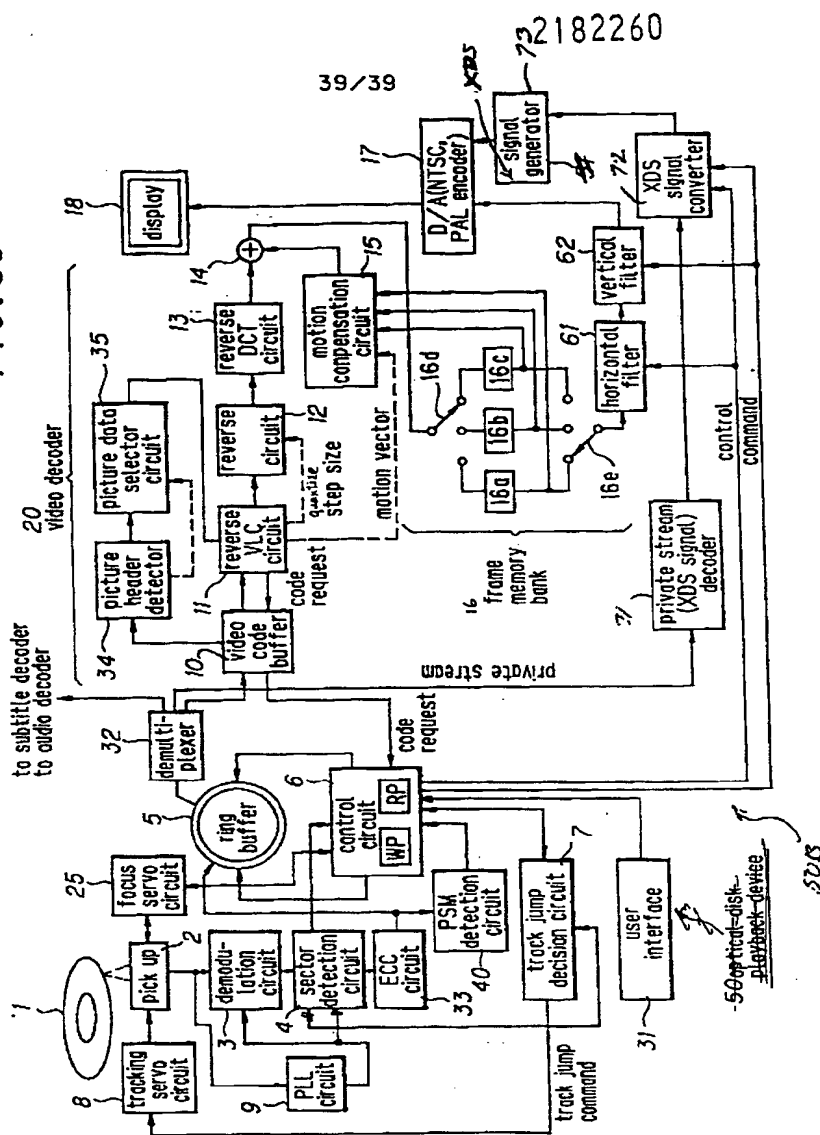 2182260
39/39
20
video decoder
to subtitle decoder
to audio decoder
1
2
pick up
8
tracking
servo
circuit
25
focus
servo
circuit
3
demodu-
lation
circuit
4
sector
detection
circuit
9
PLL
circuit
ECC
circuit
33
5
ring
buffer
6
control
circuit
WP
RP
PSM
detection
circuit
40
7
track jump
decision circuit
track jump
command
31
user
interface
50 optical-disk
playback device
32
demulti-
plexer
code
request
private stream
10
video
code
buffer
11
reverse
VLC
circuit
code
request
34
picture
header
detector
35
picture data
selector
circuit
12
reverse
circuit
quantize
step size
motion vector
13
reverse
DCT
circuit
14
+
15
motion
conpensation
circuit
16
frame
memory
bank
16a
16b
16c
16d
16e
61
horizontal
filter
62
vertical
filter
control
command
71
private stream
(XDS signal)
decoder
72
XDS
signal
converter
73
XDS
signal
generator
17
D/A(NTSC,
PAL encoder)
18
display